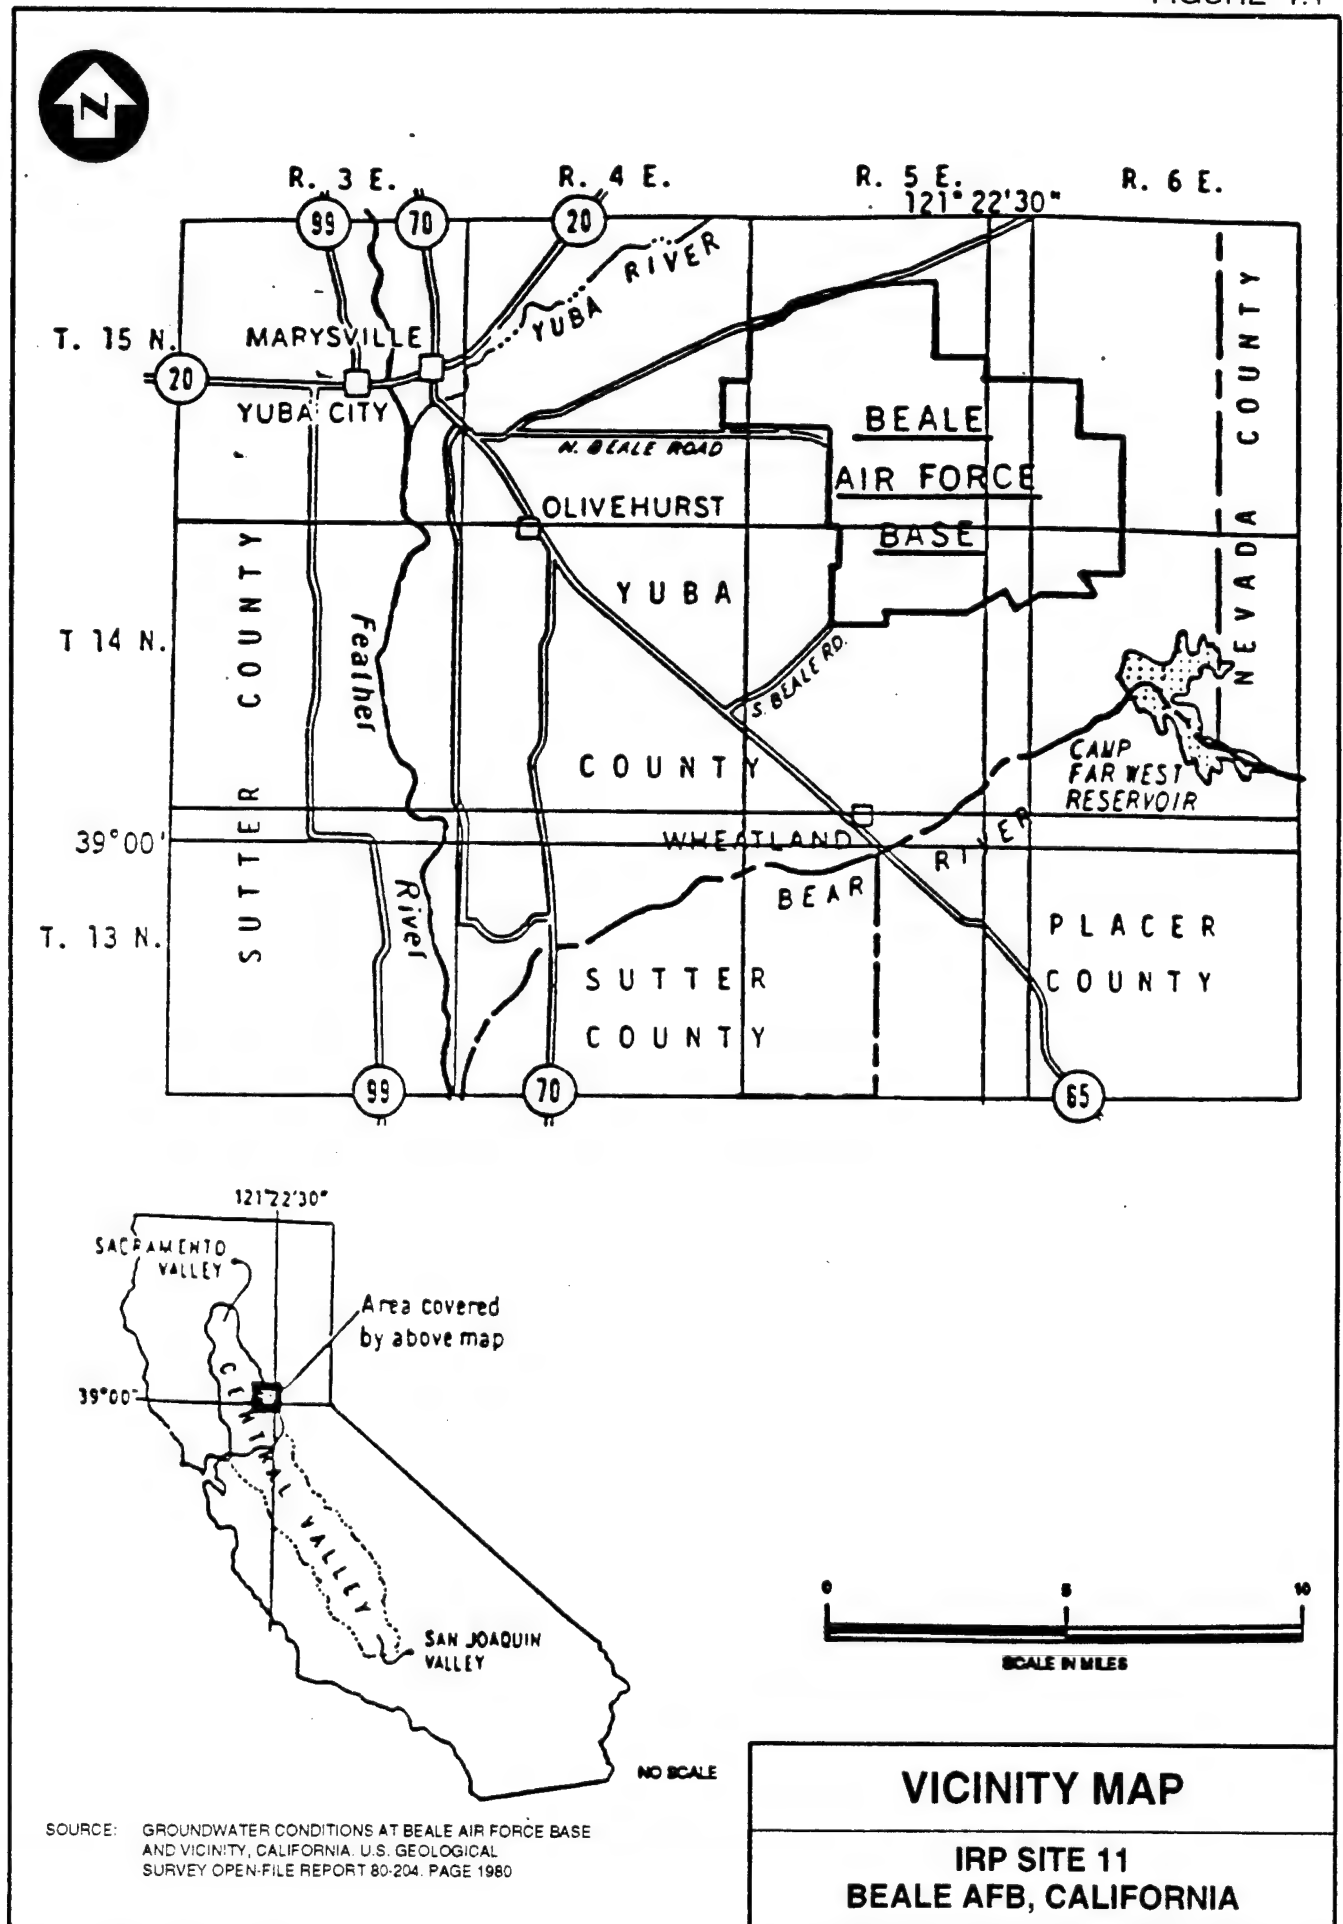 FIGURE 4.1
N
R. 3 E.
R. 4 E.
R. 5 E.
R. 6 E.
121° 22'30"
99
70
20
YUBA RIVER
T. 15 N.
MARYSVILLE
20
YUBA CITY
N. BEALE ROAD
BEALE
AIR FORCE
BASE
NEVADA COUNTY
OLIVEHURST
SUTTER COUNTY
YUBA
COUNTY
T 14 N.
Feather
River
S. BEALE RD.
CAMP
FAR WEST
RESERVOIR
39°00'
WHEATLAND
BEAR RIVER
T. 13 N.
SUTTER
COUNTY
PLACER
COUNTY
99
70
65
121°22'30"
SACRAMENTO
VALLEY
Area covered
by above map
39°00'
CENTRAL VALLEY
SAN JOAQUIN
VALLEY
NO SCALE
0 5 10
SCALE IN MILES
SOURCE: GROUNDWATER CONDITIONS AT BEALE AIR FORCE BASE
AND VICINITY, CALIFORNIA. U.S. GEOLOGICAL
SURVEY OPEN-FILE REPORT 80-204. PAGE 1980
VICINITY MAP
IRP SITE 11
BEALE AFB, CALIFORNIA